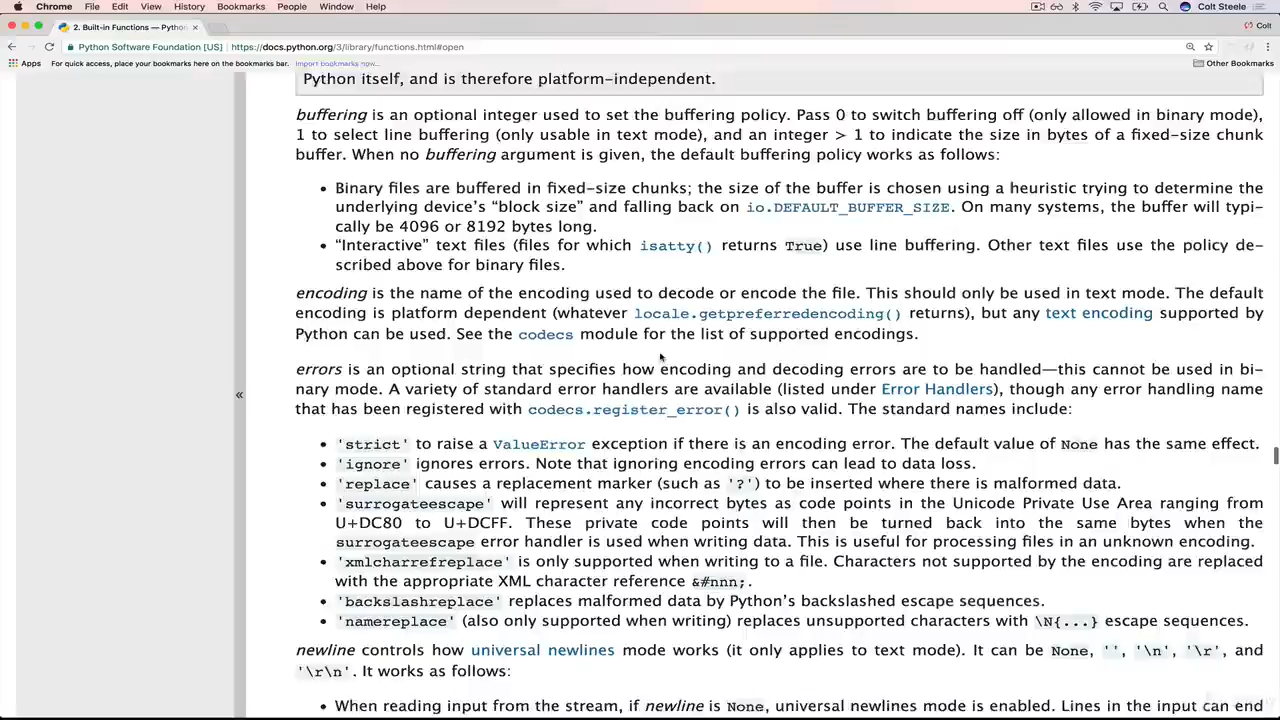 Chrome File Edit View History Bookmarks People Window Help Colt Steele
2. Built-in Functions — Pytho × Colt
Python Software Foundation [US] | https://docs.python.org/3/library/functions.html#open
Apps For quick access, place your bookmarks here on the bookmarks bar. Import bookmarks now... Other Bookmarks
Python itself, and is therefore platform-independent.
buffering is an optional integer used to set the buffering policy. Pass 0 to switch buffering off (only allowed in binary mode),
1 to select line buffering (only usable in text mode), and an integer > 1 to indicate the size in bytes of a fixed-size chunk
buffer. When no buffering argument is given, the default buffering policy works as follows:
• Binary files are buffered in fixed-size chunks; the size of the buffer is chosen using a heuristic trying to determine the
underlying device's “block size” and falling back on io.DEFAULT_BUFFER_SIZE. On many systems, the buffer will typi-
cally be 4096 or 8192 bytes long.
• “Interactive” text files (files for which isatty() returns True) use line buffering. Other text files use the policy de-
scribed above for binary files.
encoding is the name of the encoding used to decode or encode the file. This should only be used in text mode. The default
encoding is platform dependent (whatever locale.getpreferredencoding() returns), but any text encoding supported by
Python can be used. See the codecs module for the list of supported encodings.
errors is an optional string that specifies how encoding and decoding errors are to be handled—this cannot be used in bi-
nary mode. A variety of standard error handlers are available (listed under Error Handlers), though any error handling name
that has been registered with codecs.register_error() is also valid. The standard names include:
«
• 'strict' to raise a ValueError exception if there is an encoding error. The default value of None has the same effect.
• 'ignore' ignores errors. Note that ignoring encoding errors can lead to data loss.
• 'replace' causes a replacement marker (such as '?') to be inserted where there is malformed data.
• 'surrogateescape' will represent any incorrect bytes as code points in the Unicode Private Use Area ranging from
U+DC80 to U+DCFF. These private code points will then be turned back into the same bytes when the
surrogateescape error handler is used when writing data. This is useful for processing files in an unknown encoding.
• 'xmlcharrefreplace' is only supported when writing to a file. Characters not supported by the encoding are replaced
with the appropriate XML character reference &#nnn;.
• 'backslashreplace' replaces malformed data by Python's backslashed escape sequences.
• 'namereplace' (also only supported when writing) replaces unsupported characters with \N{...} escape sequences.
newline controls how universal newlines mode works (it only applies to text mode). It can be None, '', '\n', '\r', and
'\r\n'. It works as follows:
• When reading input from the stream, if newline is None, universal newlines mode is enabled. Lines in the input can end